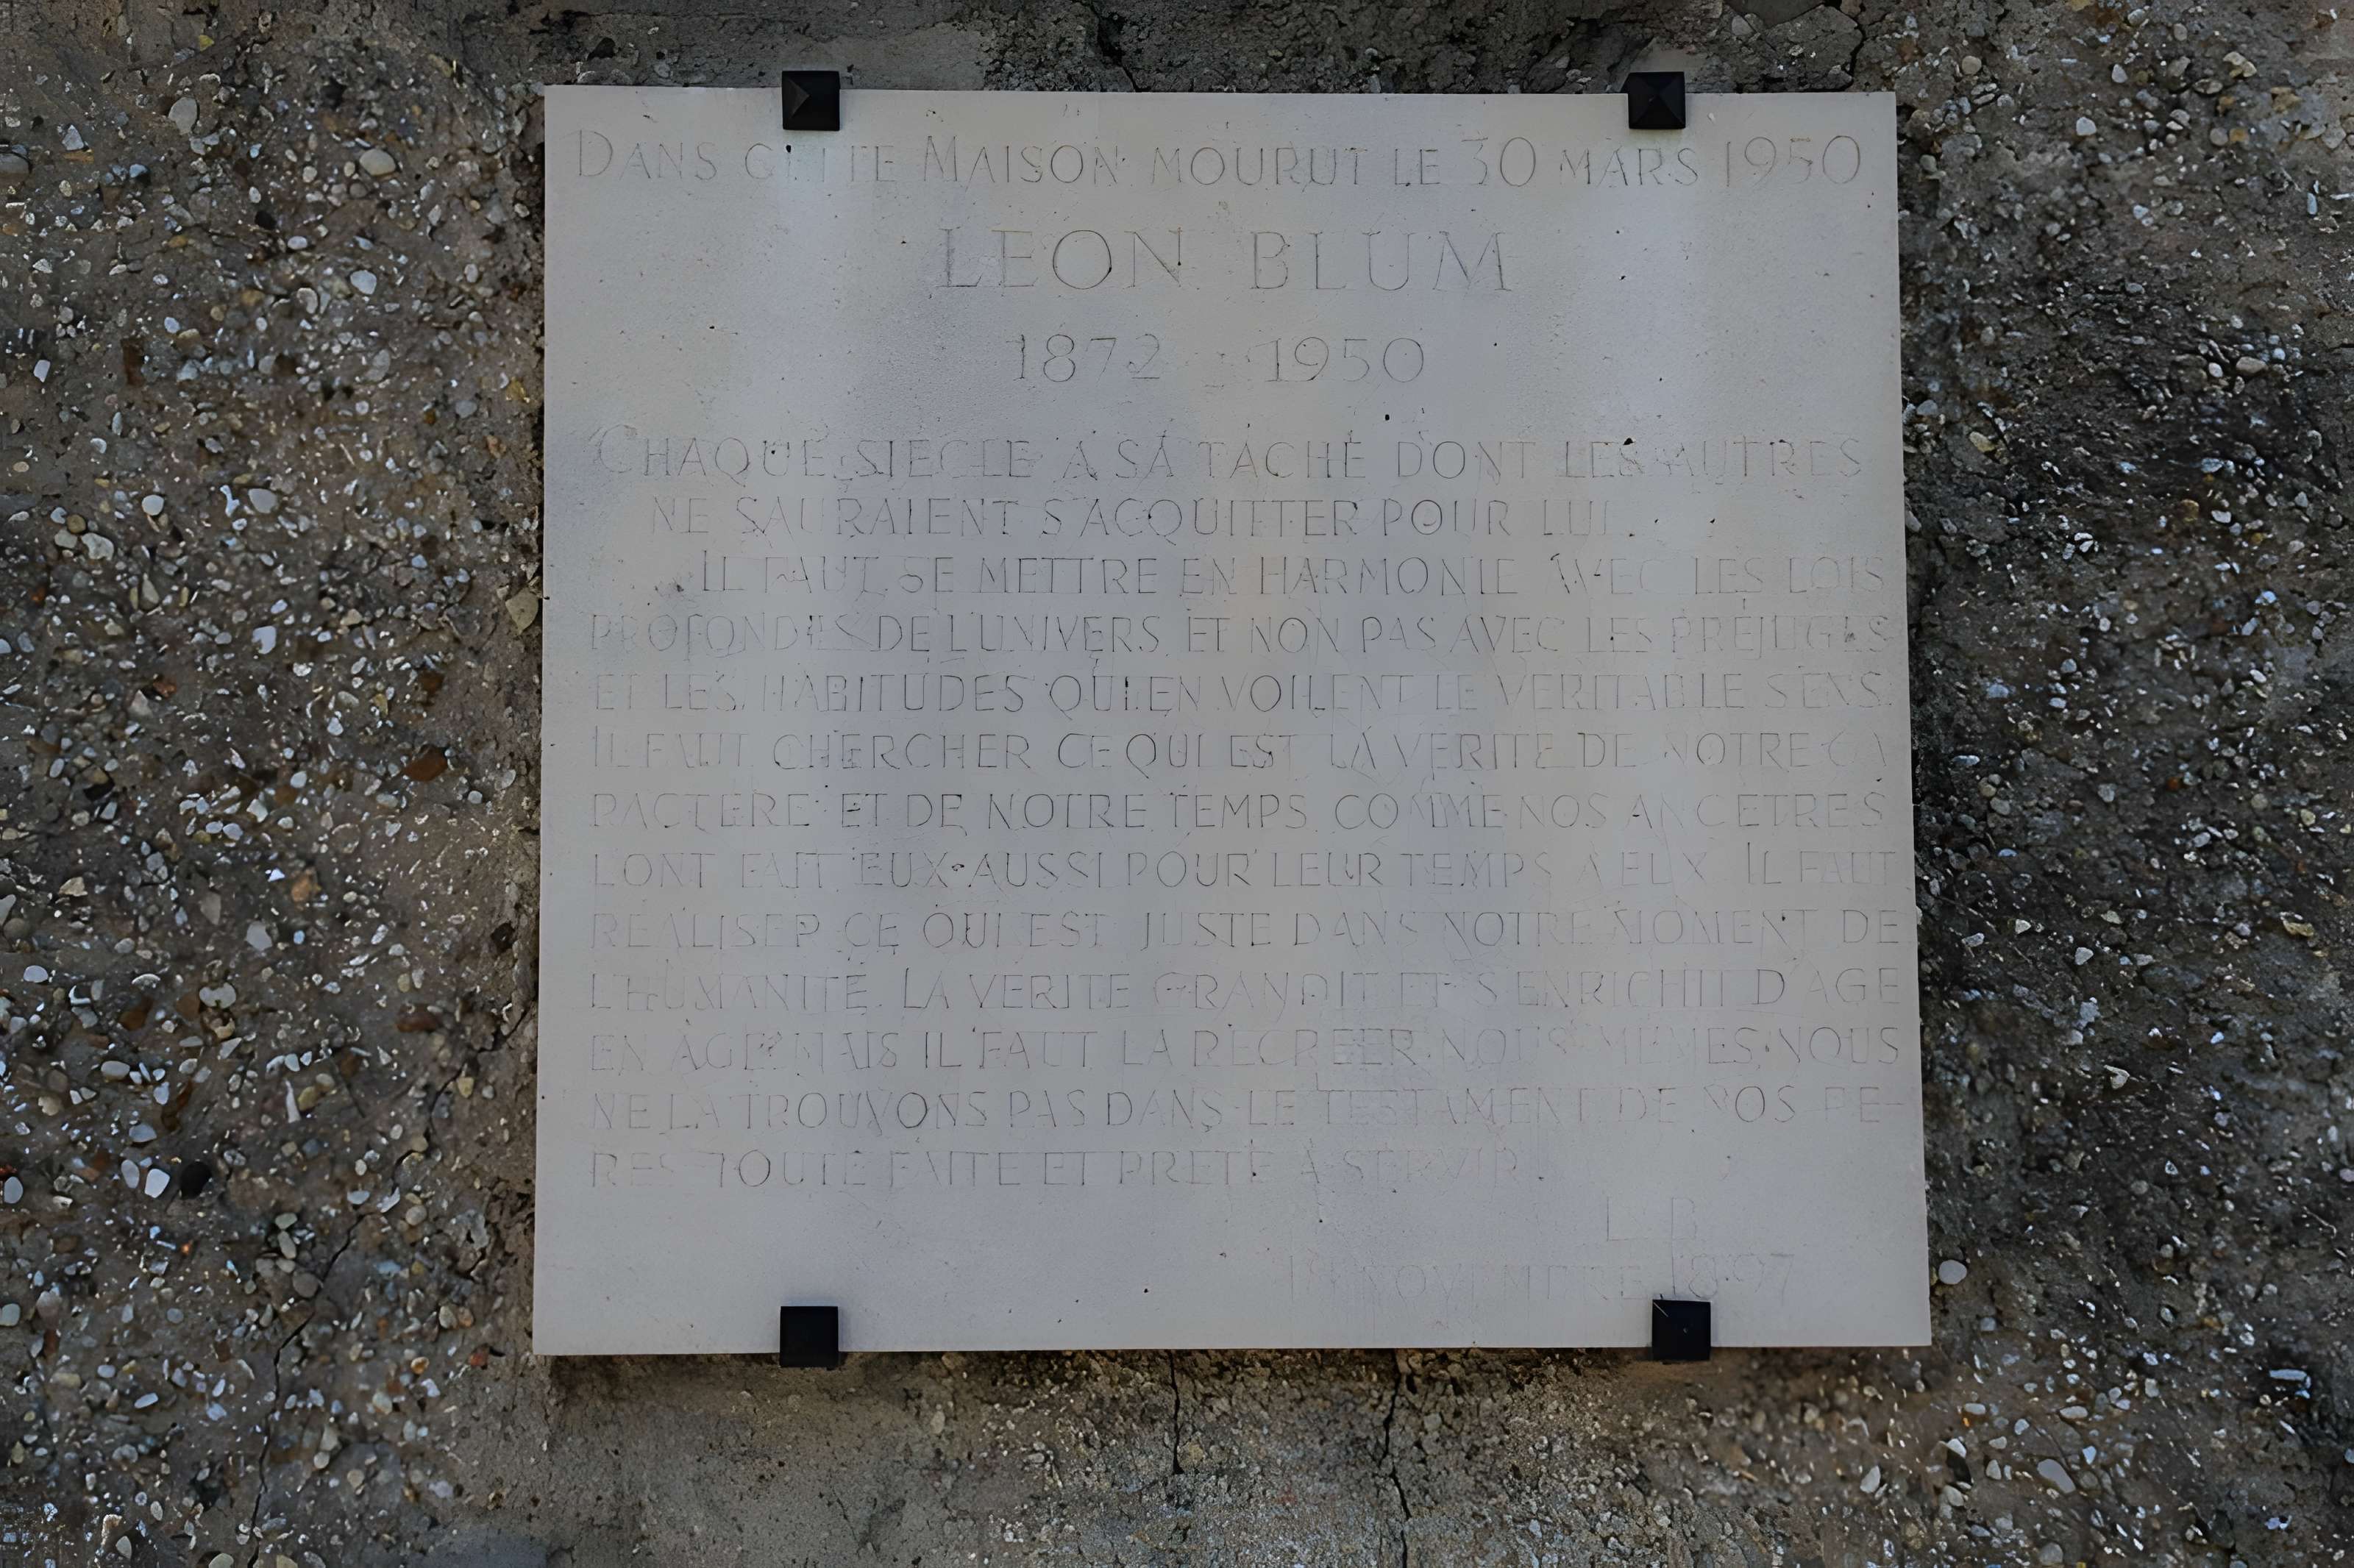 DANS CETTE MAISON MOURUT LE 30 MARS 1950
LEON BLUM
1872 - 1950
CHAQUE SIECLE A SA TACHE DONT LES AUTRES
NE SAURAIENT S'ACQUITTER POUR LUI.
IL FAUT SE METTRE EN HARMONIE AVEC LES LOIS
PROFONDES DE L'UNIVERS ET NON PAS AVEC LES PRÉJUGÉS
ET LES HABITUDES QUI EN VOILENT LE VERITABLE SENS.
IL FAUT CHERCHER CE QUI EST LA VERITE DE NOTRE CA
RACTERE ET DE NOTRE TEMPS COMME NOS ANCETRES
L'ONT FAIT EUX-AUSSI POUR LEUR TEMPS A EUX. IL FAUT
REALISER CE QUI EST JUSTE DANS NOTRE MOMENT DE
L'HUMANITÉ. LA VERITE GRANDIT ET S'ENRICHIT D'AGE
EN AGE MAIS IL FAUT LA RECREER NOUS-MEMES, NOUS
NE LA TROUVONS PAS DANS LE TESTAMENT DE NOS PE-
RES TOUTE FAITE ET PRETE A SERVIR.
L. B.
NOVEMBRE 1897